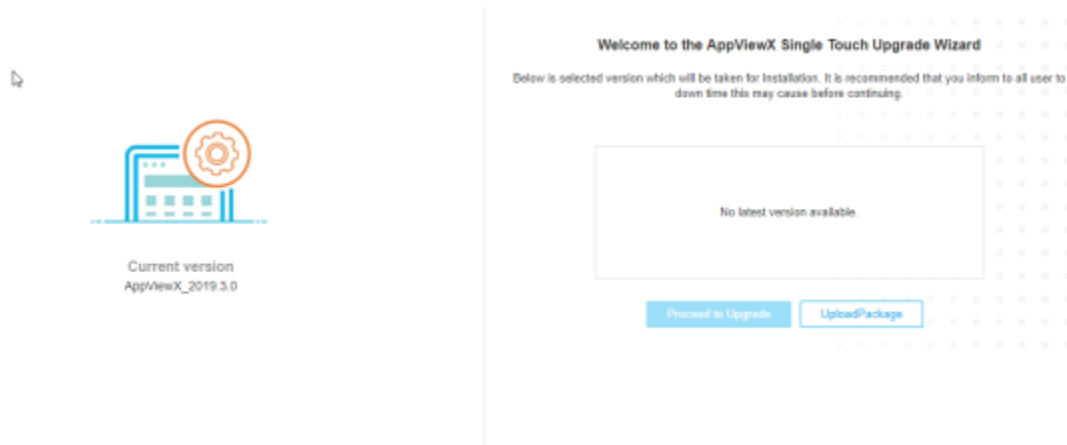 Welcome to the AppViewX Single Touch Upgrade Wizard
Below is selected version which will be taken for Installation. It is recommended that you inform to all user to
down time this may cause before continuing.
No latest version available.
Current version
AppViewX_2019.3.0
Proceed to Upgrade
UploadPackage